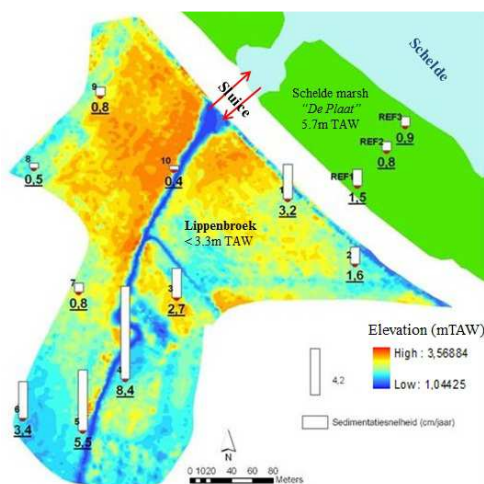 Schelde
Sluice
Schelde marsh
"De Plaat"
5.7m TAW
REF3
0,9
REF2
0,8
REF1
1,5
9
0,8
8
0,5
10
0,4
1
3,2
Lippenbroek
< 3.3m TAW
2
1,6
7
0,8
3
2,7
4
8,4
6
3,4
5
5,5
Elevation (mTAW)
High : 3,56884
Low : 1,04425
4,2
Sedimentatiesnelheid (cm/jaar)
N
0 10 20 40 60 80
Meters